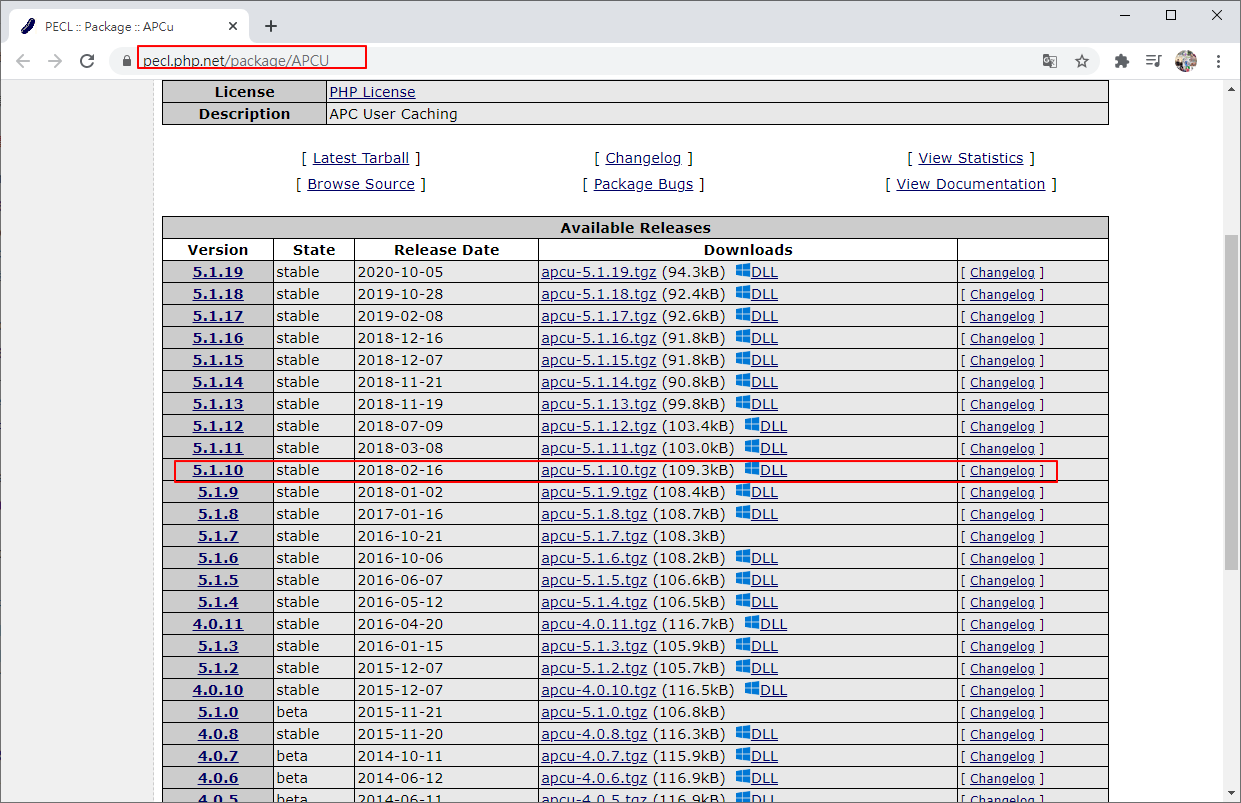 PECL :: Package :: APCu
pecl.php.net/package/APCU
License PHP License
Description APC User Caching
[ Latest Tarball ] [ Changelog ] [ View Statistics ]
[ Browse Source ] [ Package Bugs ] [ View Documentation ]
Available Releases
Version State Release Date Downloads
5.1.19 stable 2020-10-05 apcu-5.1.19.tgz (94.3kB) DLL [ Changelog ]
5.1.18 stable 2019-10-28 apcu-5.1.18.tgz (92.4kB) DLL [ Changelog ]
5.1.17 stable 2019-02-08 apcu-5.1.17.tgz (92.6kB) DLL [ Changelog ]
5.1.16 stable 2018-12-16 apcu-5.1.16.tgz (91.8kB) DLL [ Changelog ]
5.1.15 stable 2018-12-07 apcu-5.1.15.tgz (91.8kB) DLL [ Changelog ]
5.1.14 stable 2018-11-21 apcu-5.1.14.tgz (90.8kB) DLL [ Changelog ]
5.1.13 stable 2018-11-19 apcu-5.1.13.tgz (99.8kB) DLL [ Changelog ]
5.1.12 stable 2018-07-09 apcu-5.1.12.tgz (103.4kB) DLL [ Changelog ]
5.1.11 stable 2018-03-08 apcu-5.1.11.tgz (103.0kB) DLL [ Changelog ]
5.1.10 stable 2018-02-16 apcu-5.1.10.tgz (109.3kB) DLL [ Changelog ]
5.1.9 stable 2018-01-02 apcu-5.1.9.tgz (108.4kB) DLL [ Changelog ]
5.1.8 stable 2017-01-16 apcu-5.1.8.tgz (108.7kB) DLL [ Changelog ]
5.1.7 stable 2016-10-21 apcu-5.1.7.tgz (108.3kB) [ Changelog ]
5.1.6 stable 2016-10-06 apcu-5.1.6.tgz (108.2kB) DLL [ Changelog ]
5.1.5 stable 2016-06-07 apcu-5.1.5.tgz (106.6kB) DLL [ Changelog ]
5.1.4 stable 2016-05-12 apcu-5.1.4.tgz (106.5kB) DLL [ Changelog ]
4.0.11 stable 2016-04-20 apcu-4.0.11.tgz (116.7kB) DLL [ Changelog ]
5.1.3 stable 2016-01-15 apcu-5.1.3.tgz (105.9kB) DLL [ Changelog ]
5.1.2 stable 2015-12-07 apcu-5.1.2.tgz (105.7kB) DLL [ Changelog ]
4.0.10 stable 2015-12-07 apcu-4.0.10.tgz (116.5kB) DLL [ Changelog ]
5.1.0 beta 2015-11-21 apcu-5.1.0.tgz (106.8kB) [ Changelog ]
4.0.8 stable 2015-11-20 apcu-4.0.8.tgz (116.3kB) DLL [ Changelog ]
4.0.7 beta 2014-10-11 apcu-4.0.7.tgz (115.9kB) DLL [ Changelog ]
4.0.6 beta 2014-06-12 apcu-4.0.6.tgz (116.9kB) DLL [ Changelog ]
4.0.5 beta 2014-06-11 apcu-4.0.5.tgz (116.9kB) DLL [ Changelog ]